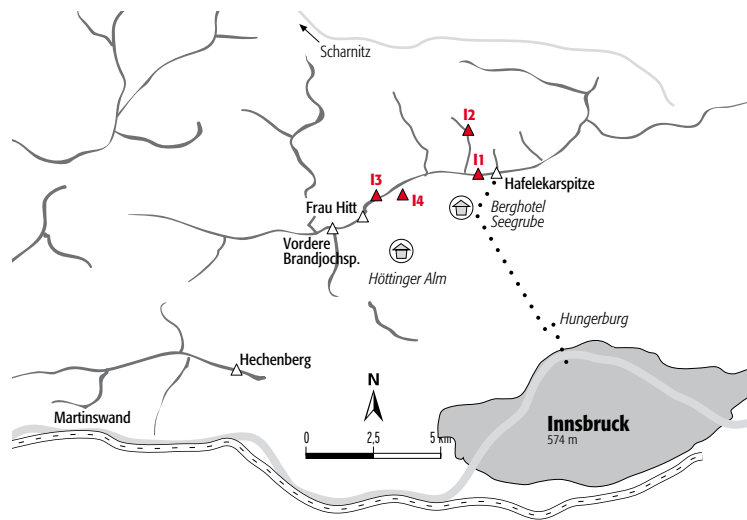 Scharnitz
I2
I1
Hafelekarspitze
I3
I4
Frau Hitt
Berghotel
Seegrube
Vordere
Brandjochsp.
Höttinger Alm
Hungerburg
Hechenberg
N
Martinswand
Innsbruck
574 m
0 2,5 5 km